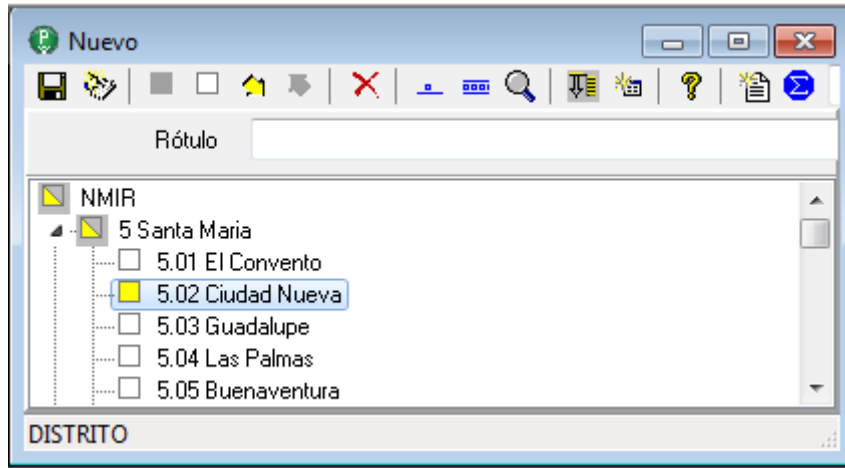 Nuevo
Rótulo
NMIR
5 Santa Maria
5.01 El Convento
5.02 Ciudad Nueva
5.03 Guadalupe
5.04 Las Palmas
5.05 Buenaventura
DISTRITO